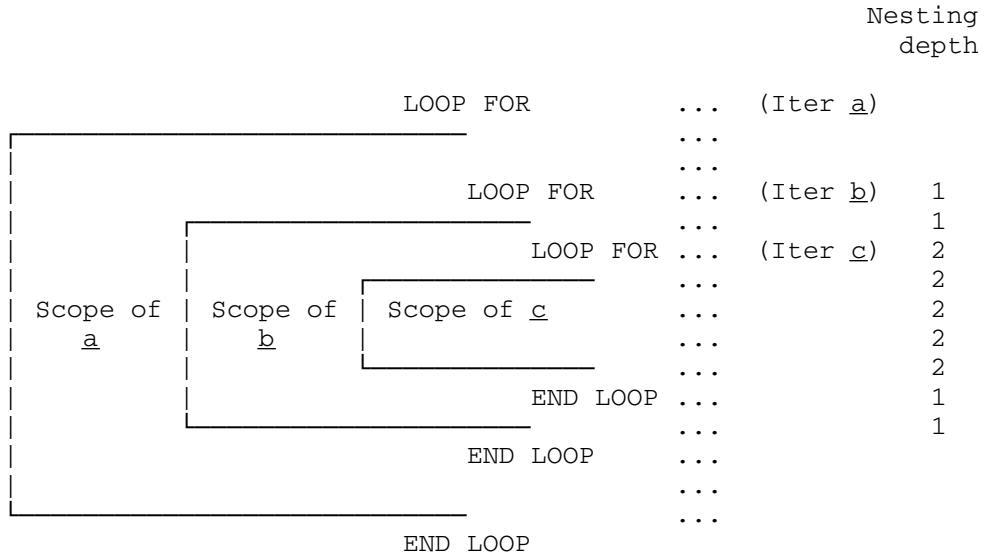 Nesting
depth
LOOP FOR ... (Iter a)
...
...
LOOP FOR ... (Iter b) 1
... 1
LOOP FOR ... (Iter c) 2
... 2
Scope of Scope of Scope of c ... 2
a b ... 2
... 2
END LOOP ... 1
... 1
END LOOP ...
...
...
END LOOP